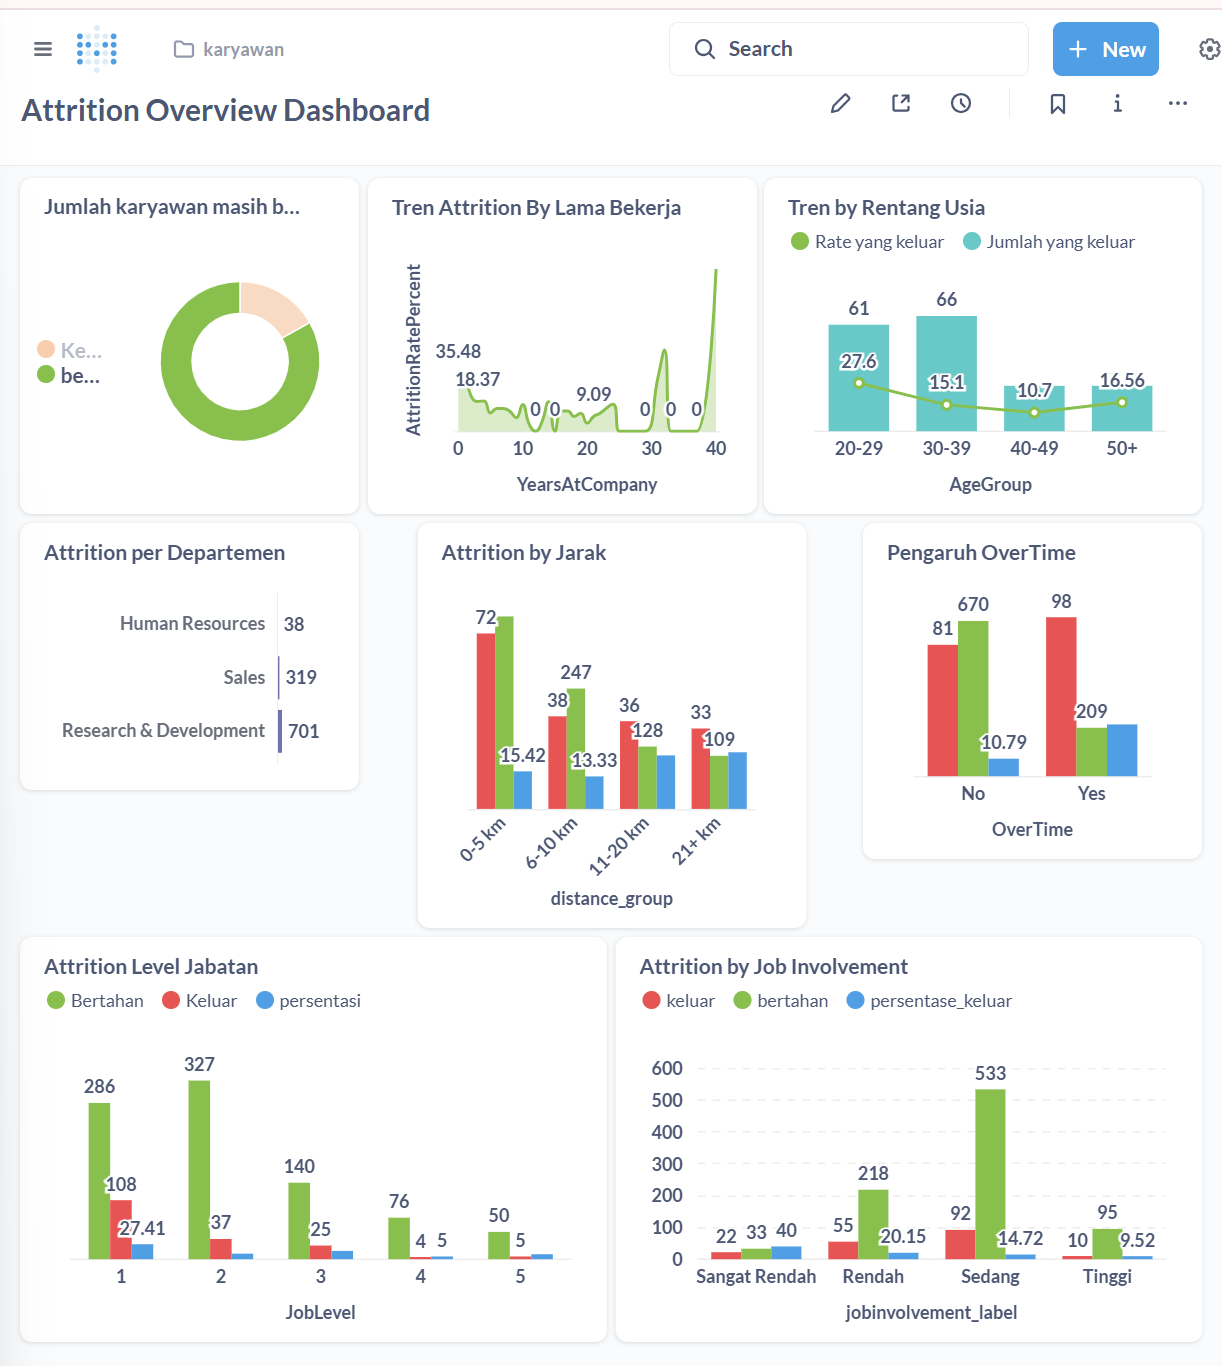 karyawan
Search
New
Attrition Overview Dashboard
Jumlah karyawan masih b...
Ke...
be...
Tren Attrition By Lama Bekerja
AttritionRatePercent
35.48
18.37
0
0
9.09
0
0
0
0
10
20
30
40
YearsAtCompany
Tren by Rentang Usia
Rate yang keluar
Jumlah yang keluar
61
66
27.6
15.1
10.7
16.56
20-29
30-39
40-49
50+
AgeGroup
Attrition per Departemen
Human Resources
38
Sales
319
Research & Development
701
Attrition by Jarak
72
247
38
36
128
33
109
15.42
13.33
0-5 km
6-10 km
11-20 km
21+ km
distance_group
Pengaruh OverTime
670
98
81
209
10.79
No
Yes
OverTime
Attrition Level Jabatan
Bertahan
Keluar
persentasi
327
286
140
108
76
50
27.41
37
25
4
5
5
1
2
3
4
5
JobLevel
Attrition by Job Involvement
keluar
bertahan
persentase_keluar
600
500
400
300
200
100
0
533
218
22
33
40
55
20.15
92
14.72
10
95
9.52
Sangat Rendah
Rendah
Sedang
Tinggi
jobinvolvement_label